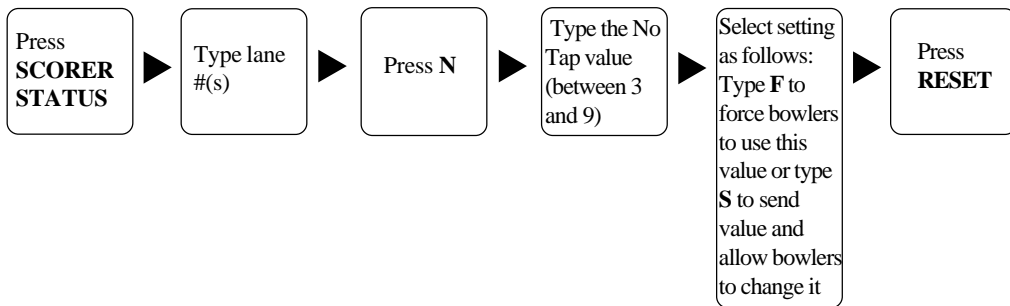 Press
SCORER
STATUS
Type lane
#(s)
Press N
Type the No
Tap value
(between 3
and 9)
Select setting
as follows:
Type F to
force bowlers
to use this
value or type
S to send
value and
allow bowlers
to change it
Press
RESET